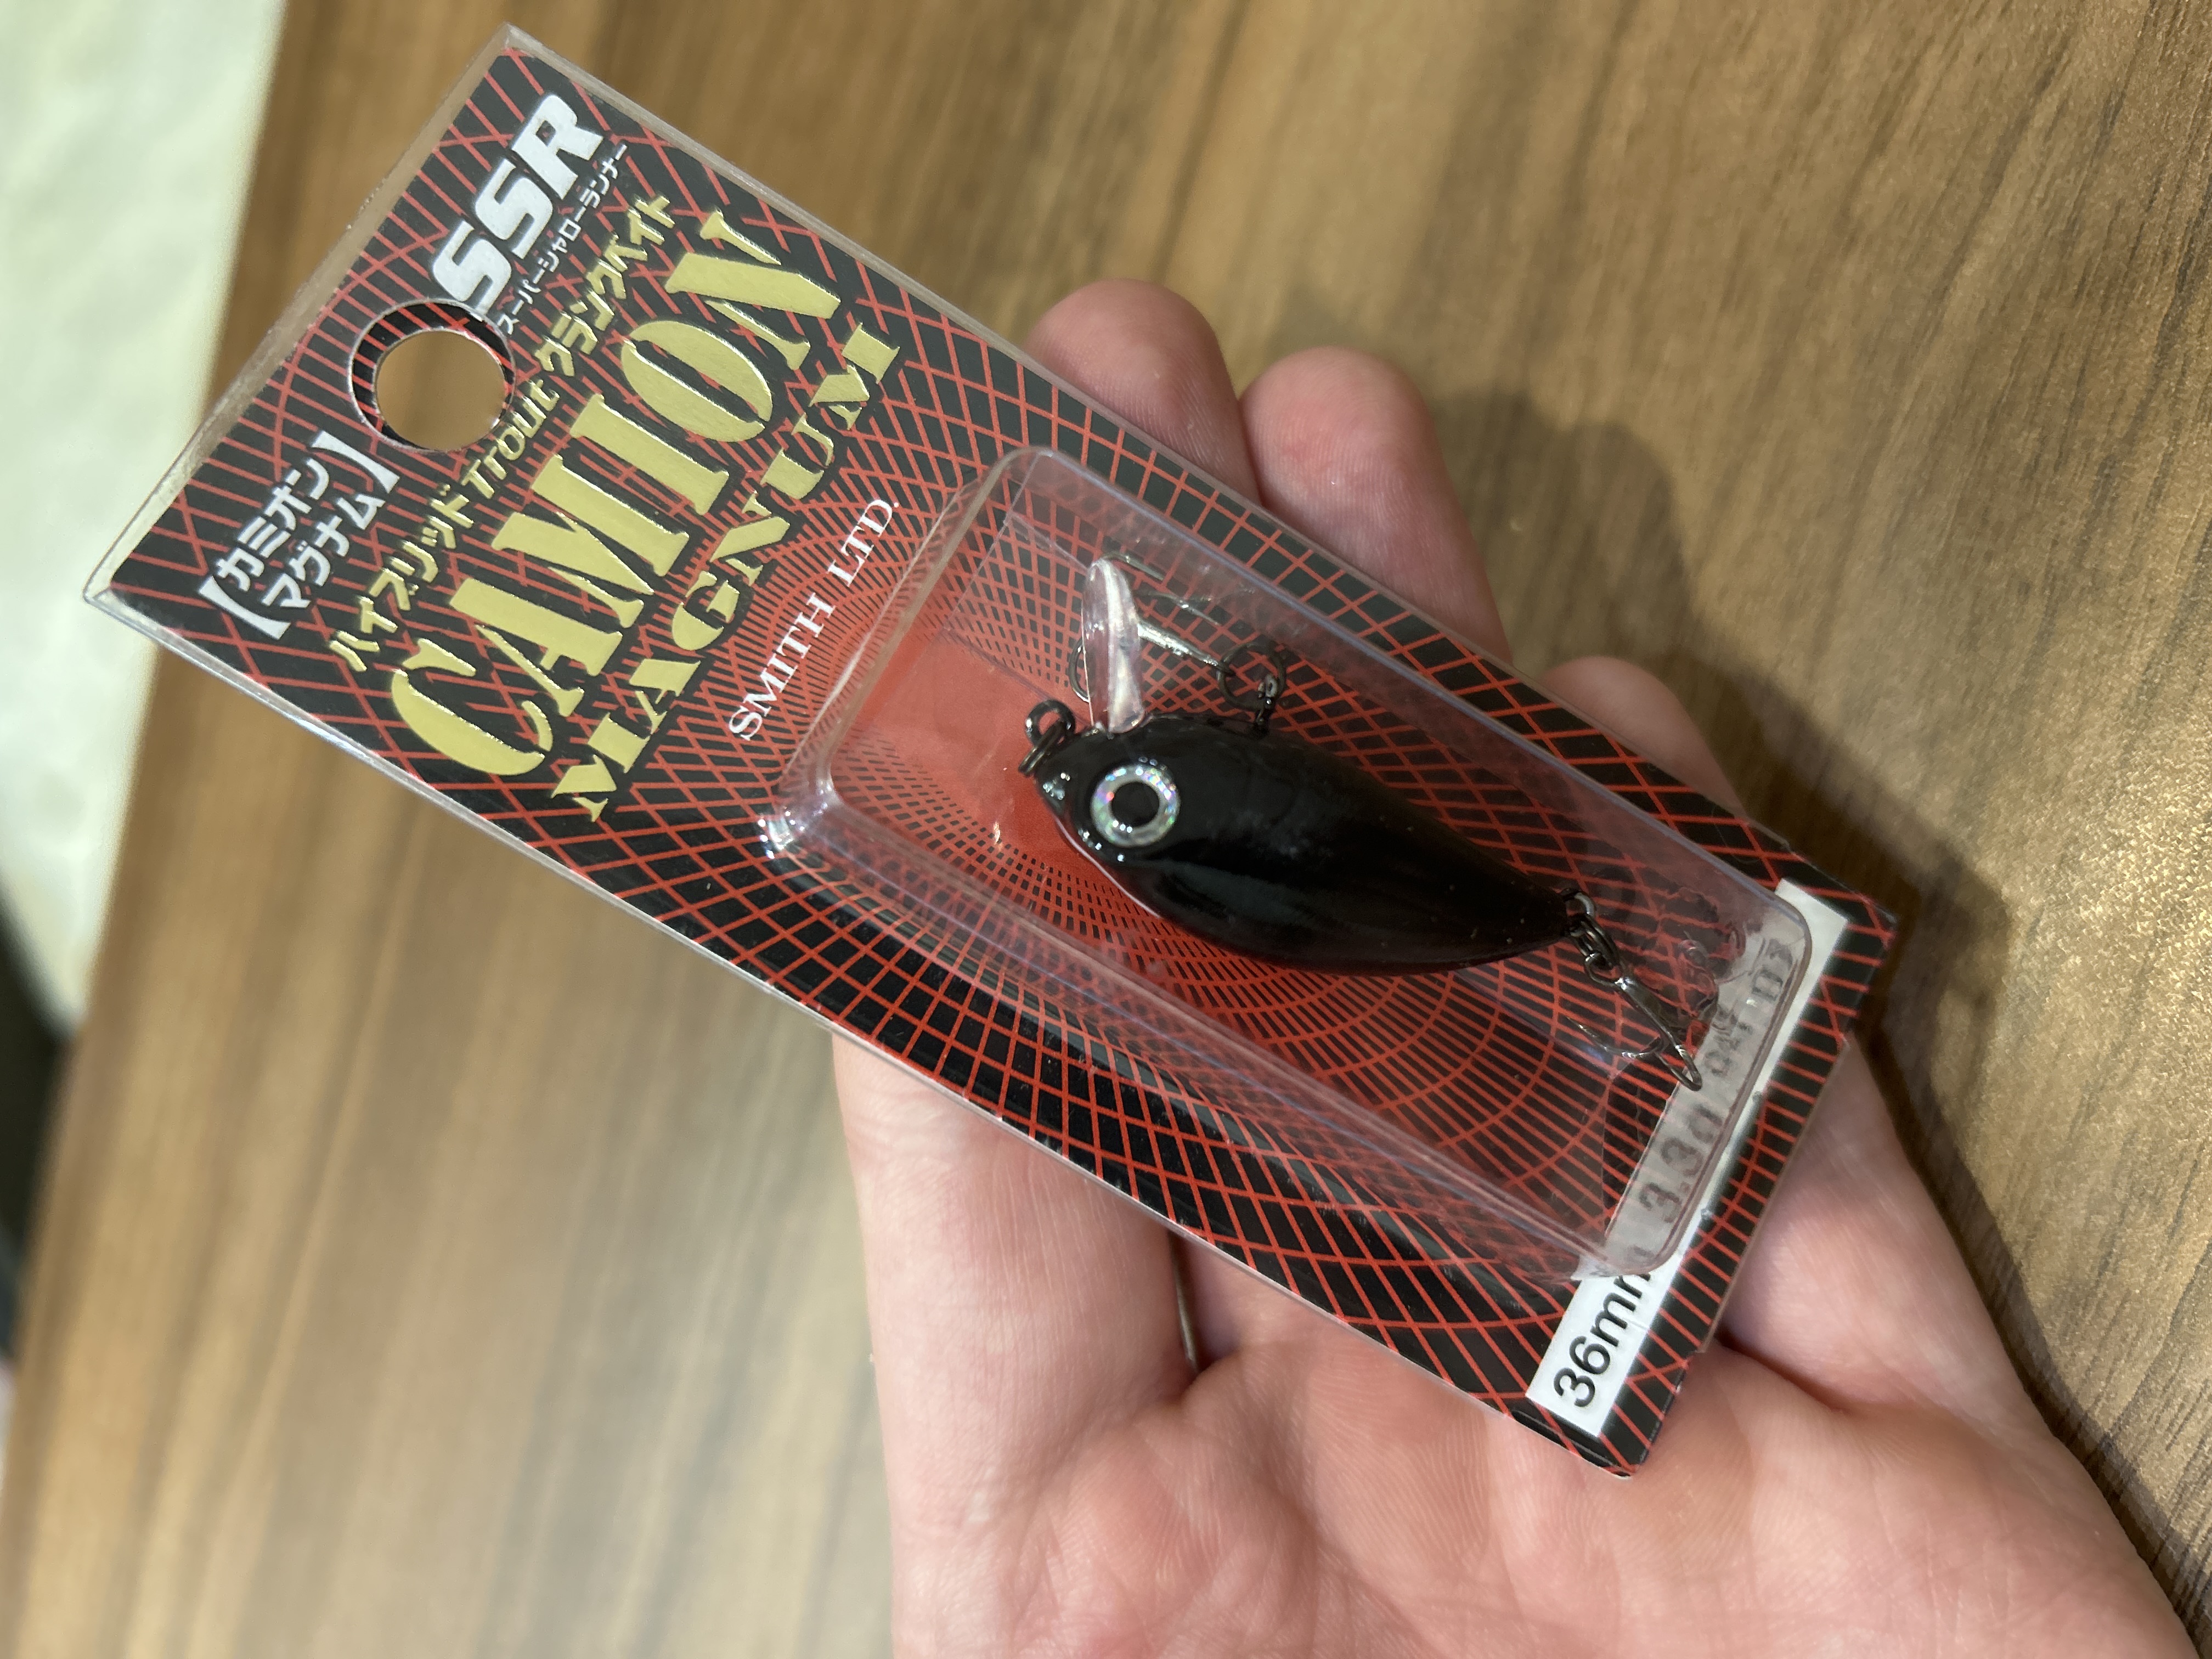 SSR
スーパーシャローランナー
【カミオン
マグナム】
ハイブリッドTroutクランクベイト
CAMION
MAGNUM
SMITH LTD.
36mm 3.3g